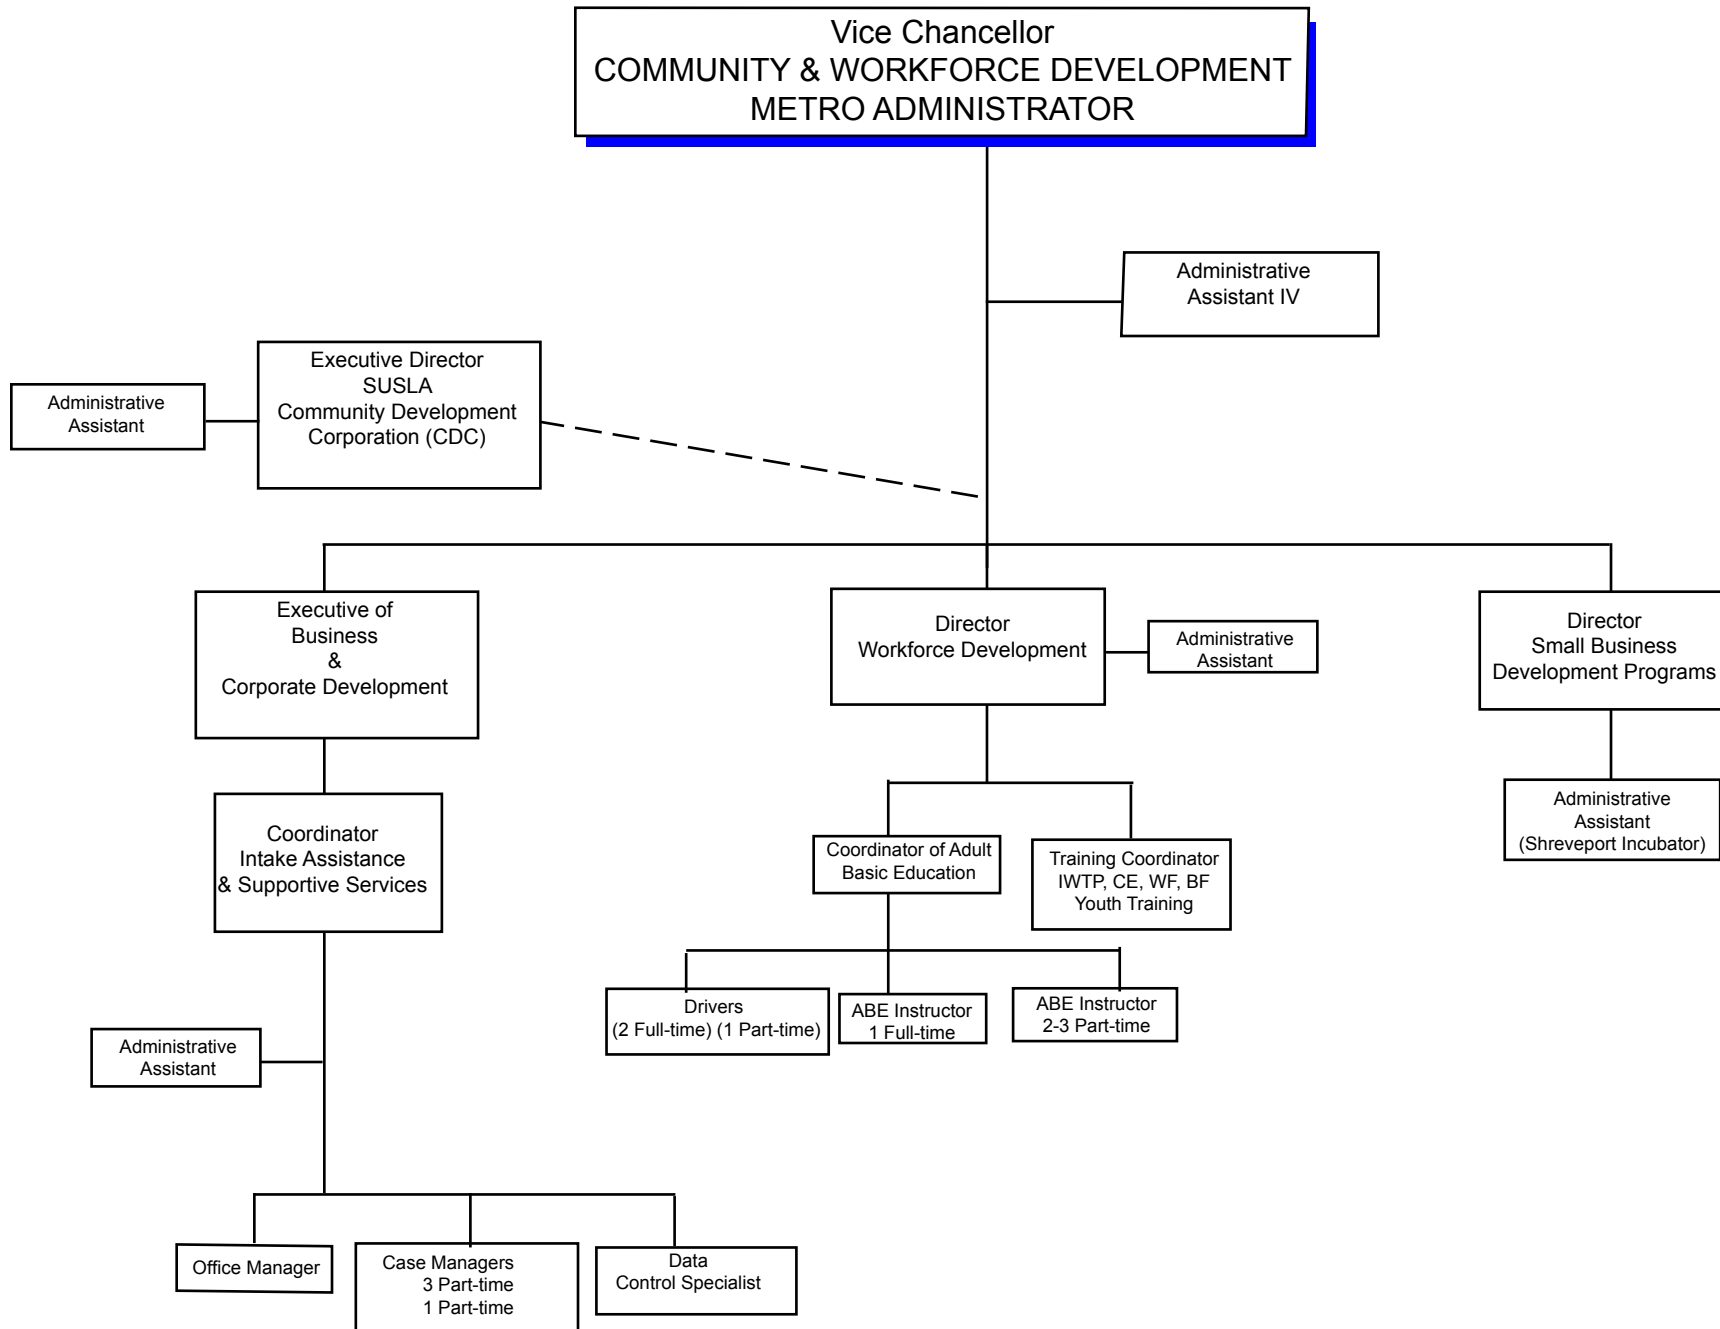 Vice Chancellor
COMMUNITY & WORKFORCE DEVELOPMENT
METRO ADMINISTRATOR
Administrative
Assistant IV
Executive Director
SUSLA
Community Development
Corporation (CDC)
Administrative
Assistant
Executive of
Business
&
Corporate Development
Director
Workforce Development
Administrative
Assistant
Director
Small Business
Development Programs
Coordinator
Intake Assistance
& Supportive Services
Coordinator of Adult
Basic Education
Training Coordinator
IWTP, CE, WF, BF
Youth Training
Administrative
Assistant
(Shreveport Incubator)
Drivers
(2 Full-time) (1 Part-time)
ABE Instructor
1 Full-time
ABE Instructor
2-3 Part-time
Administrative
Assistant
Office Manager
Case Managers
3 Part-time
1 Part-time
Data
Control Specialist